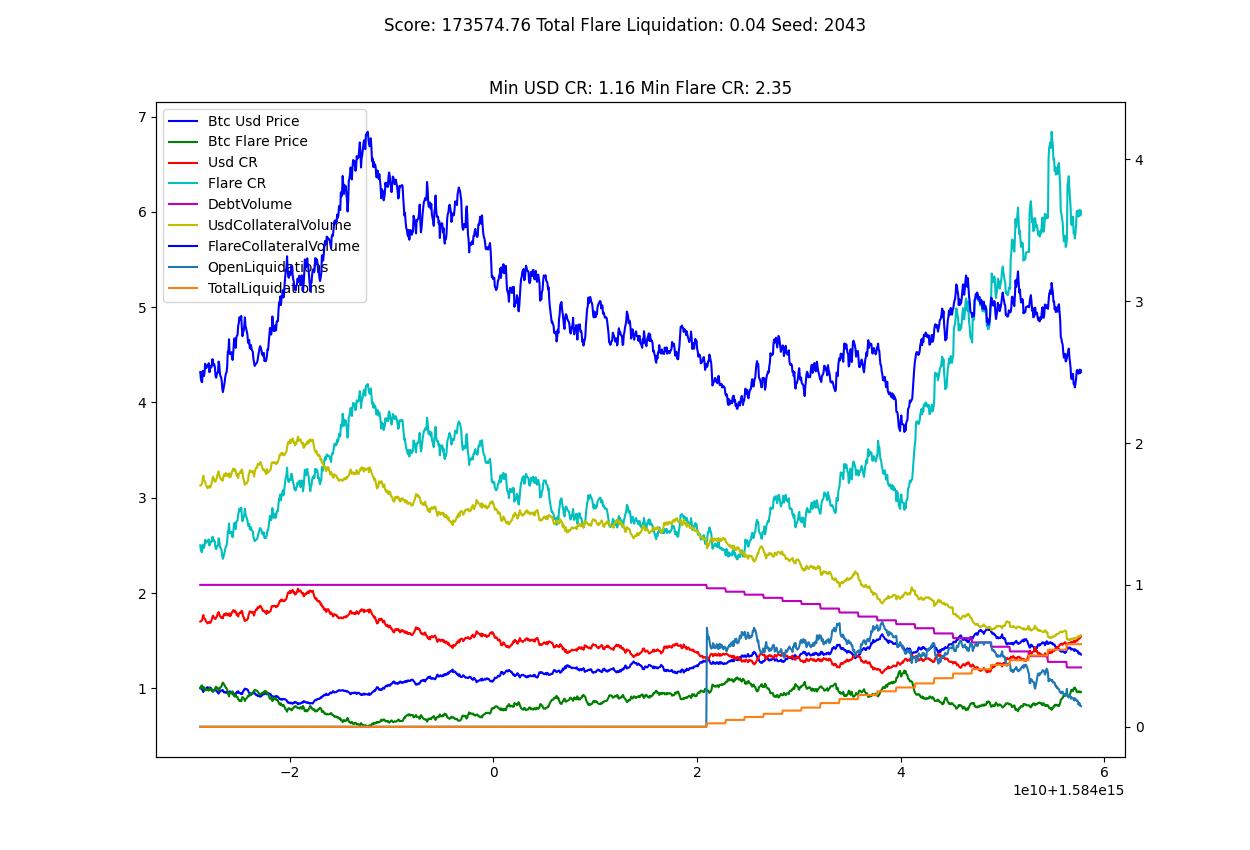 Score: 173574.76 Total Flare Liquidation: 0.04 Seed: 2043
Min USD CR: 1.16 Min Flare CR: 2.35
Btc Usd Price
Btc Flare Price
Usd CR
Flare CR
DebtVolume
UsdCollateralVolume
FlareCollateralVolume
OpenLiquidations
TotalLiquidations
7
6
5
4
3
2
1
4
3
2
1
0
−2
0
2
4
6
1e10+1.584e15